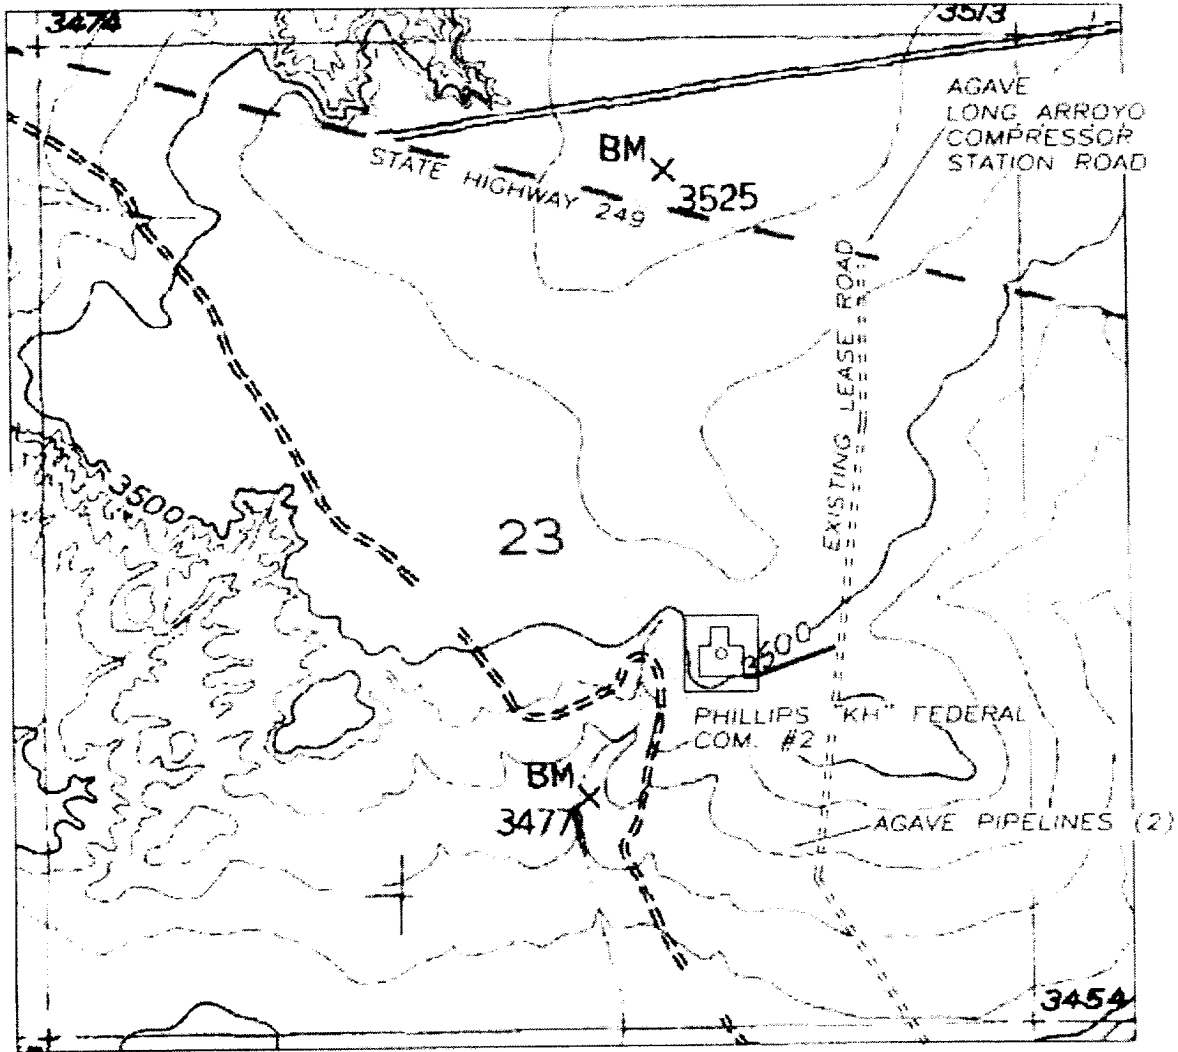 3474
3513
AGAVE
LONG ARROYO
COMPRESSOR
STATION ROAD
BM
3525
STATE HIGHWAY 249
EXISTING LEASE ROAD
3500
23
3500
PHILLIPS "KH" FEDERAL
COM. #2
BM
3477
AGAVE PIPELINES (2)
3454